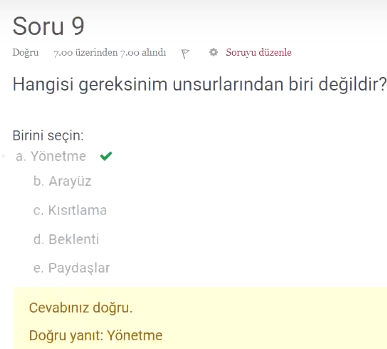 Soru 9
Doğru 7.00 üzerinden 7.00 alındı Soruyu düzenle
Hangisi gereksinim unsurlarından biri değildir?
Birini seçin:
a. Yönetme
b. Arayüz
c. Kısıtlama
d. Beklenti
e. Paydaşlar
Cevabınız doğru.
Doğru yanıt: Yönetme